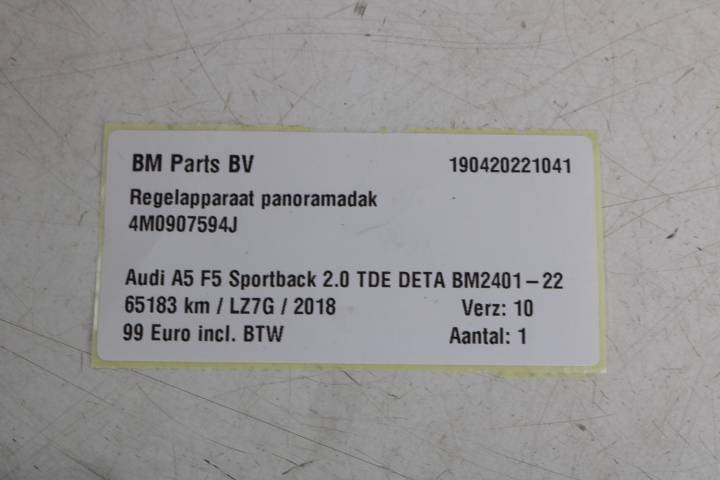 BM Parts BV 190420221041
Regelapparaat panoramadak
4M0907594J
Audi A5 F5 Sportback 2.0 TDE DETA BM2401-22
65183 km / LZ7G / 2018 Verz: 10
99 Euro incl. BTW Aantal: 1